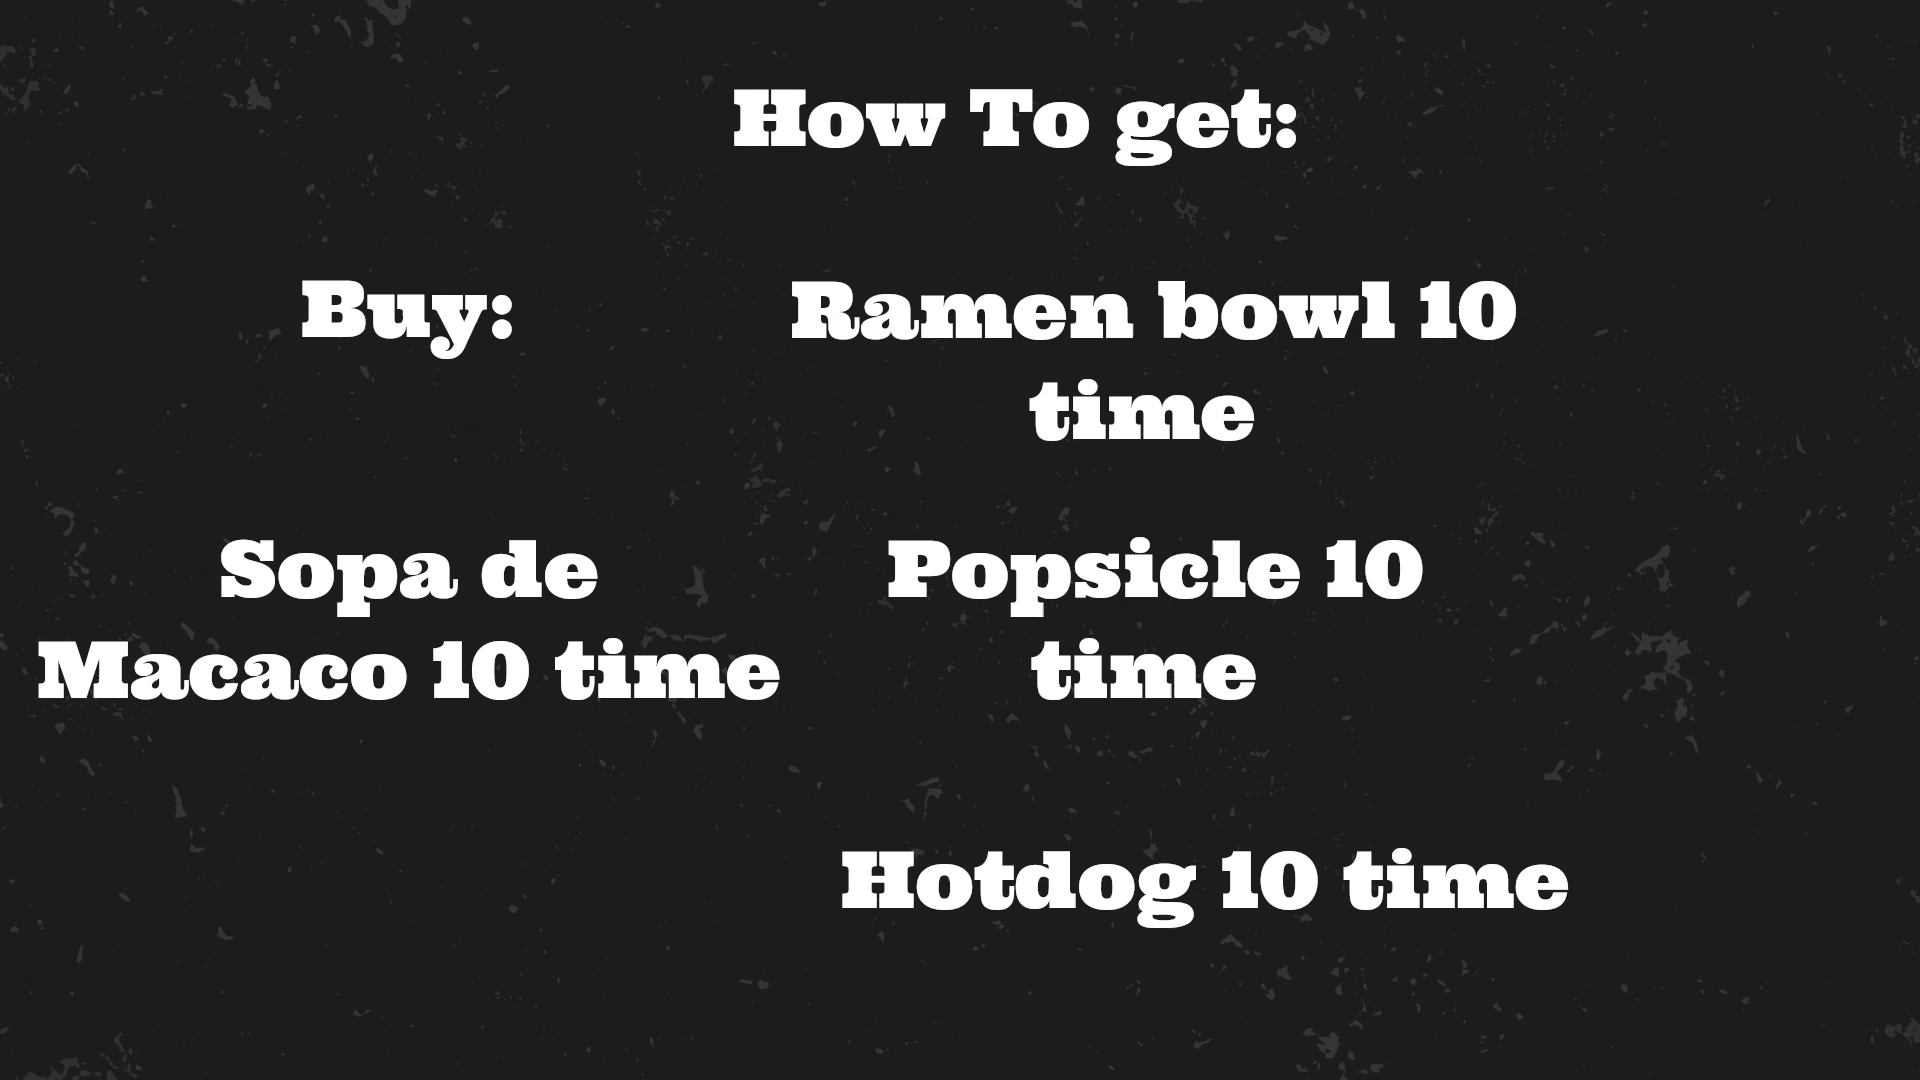 How To get:
Buy:
Ramen bowl 10
time
Sopa de
Macaco 10 time
Popsicle 10
time
Hotdog 10 time